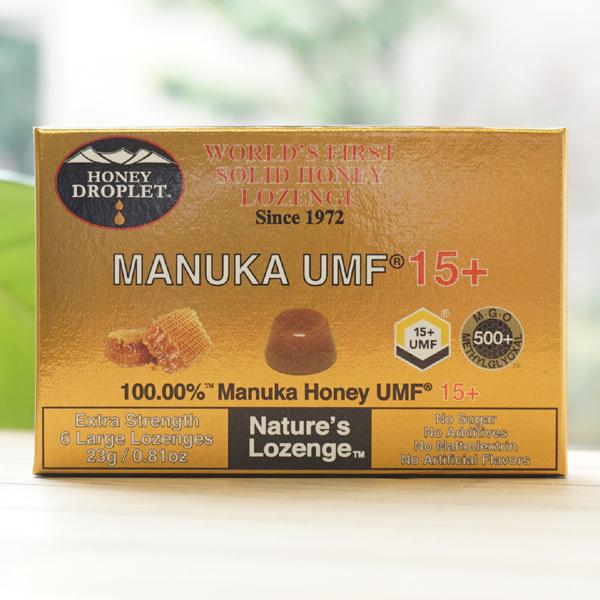 HONEY
DROPLET™
WORLD'S FIRST
SOLID HONEY
LOZENGE
Since 1972
MANUKA UMF® 15+
15+
UMF
®
M·G·O
500+
METHYLGLYOXAL
100.00%™ Manuka Honey UMF® 15+
Extra Strength
6 Large Lozenges
23g / 0.81oz
Nature's
Lozenge™
No Sugar
No Additives
No Maltodextrin
No Artificial Flavors